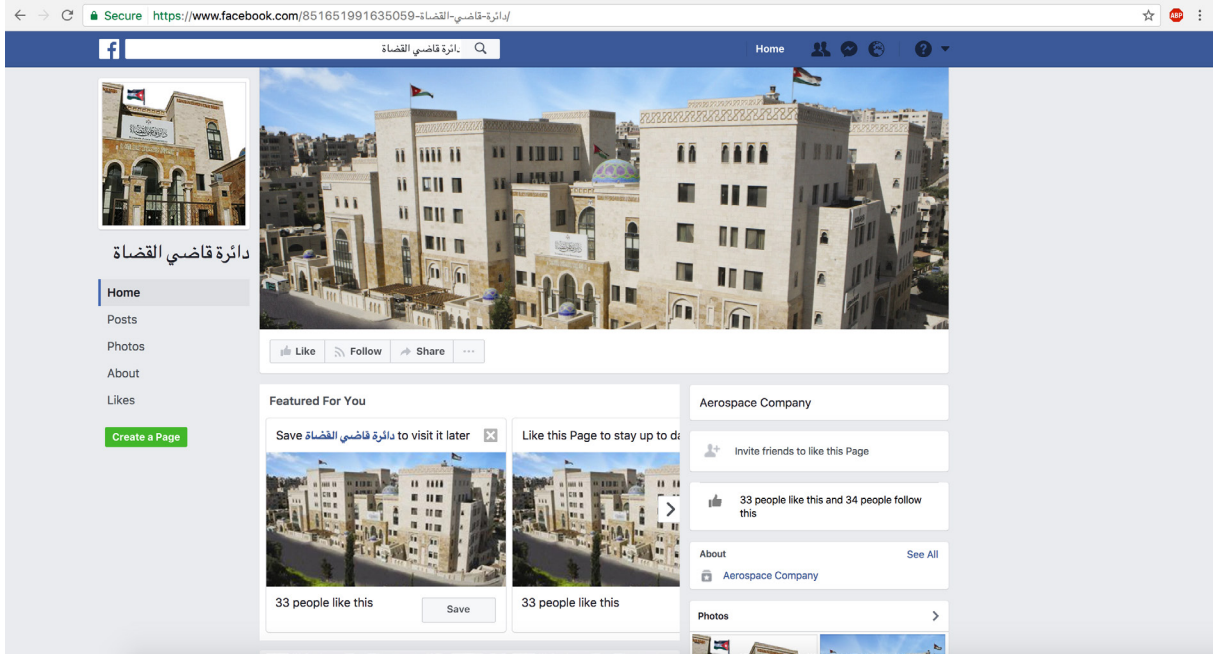 Secure https://www.facebook.com/851651991635059-دائرة-قاضي-القضاة/
ABP
دائرة قاضي القضاة
Home
دائرة قاضي القضاة
دائرة قاضي القضاة
Home
Posts
Photos
About
Likes
Create a Page
Like Follow Share
Featured For You
Save دائرة قاضي القضاة to visit it later
33 people like this
Save
Like this Page to stay up to da
33 people like this
Aerospace Company
Invite friends to like this Page
33 people like this and 34 people follow
this
About See All
Aerospace Company
Photos